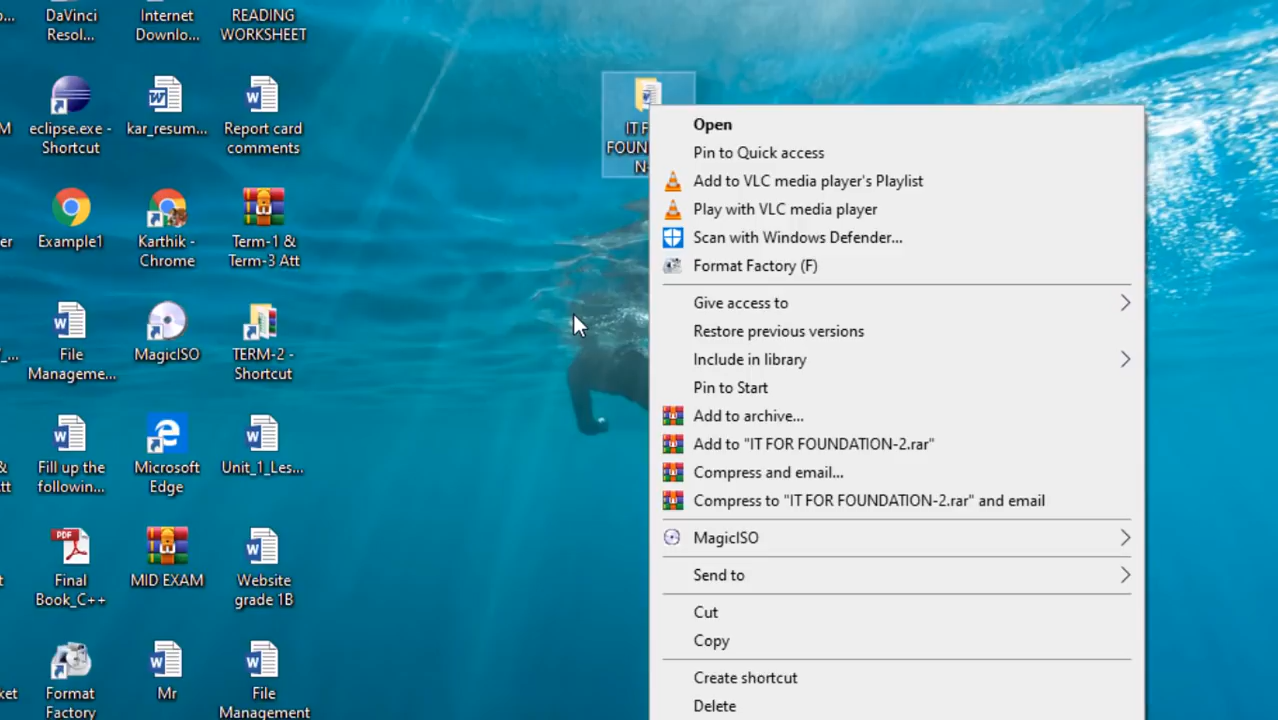 DaVinci
Resol...
Internet
Downlo...
READING
WORKSHEET
eclipse.exe -
Shortcut
kar_resum...
Report card
comments
IT F
FOUN
N
Example1
Karthik -
Chrome
Term-1 &
Term-3 Att
File
Manageme...
MagicISO
TERM-2 -
Shortcut
Fill up the
followin...
Microsoft
Edge
Unit_1_Les...
PDF
Final
Book_C++
MID EXAM
Website
grade 1B
Format
Factory
Mr
File
Management
Open
Pin to Quick access
Add to VLC media player's Playlist
Play with VLC media player
Scan with Windows Defender...
Format Factory (F)
Give access to
Restore previous versions
Include in library
Pin to Start
Add to archive...
Add to "IT FOR FOUNDATION-2.rar"
Compress and email...
Compress to "IT FOR FOUNDATION-2.rar" and email
MagicISO
Send to
Cut
Copy
Create shortcut
Delete